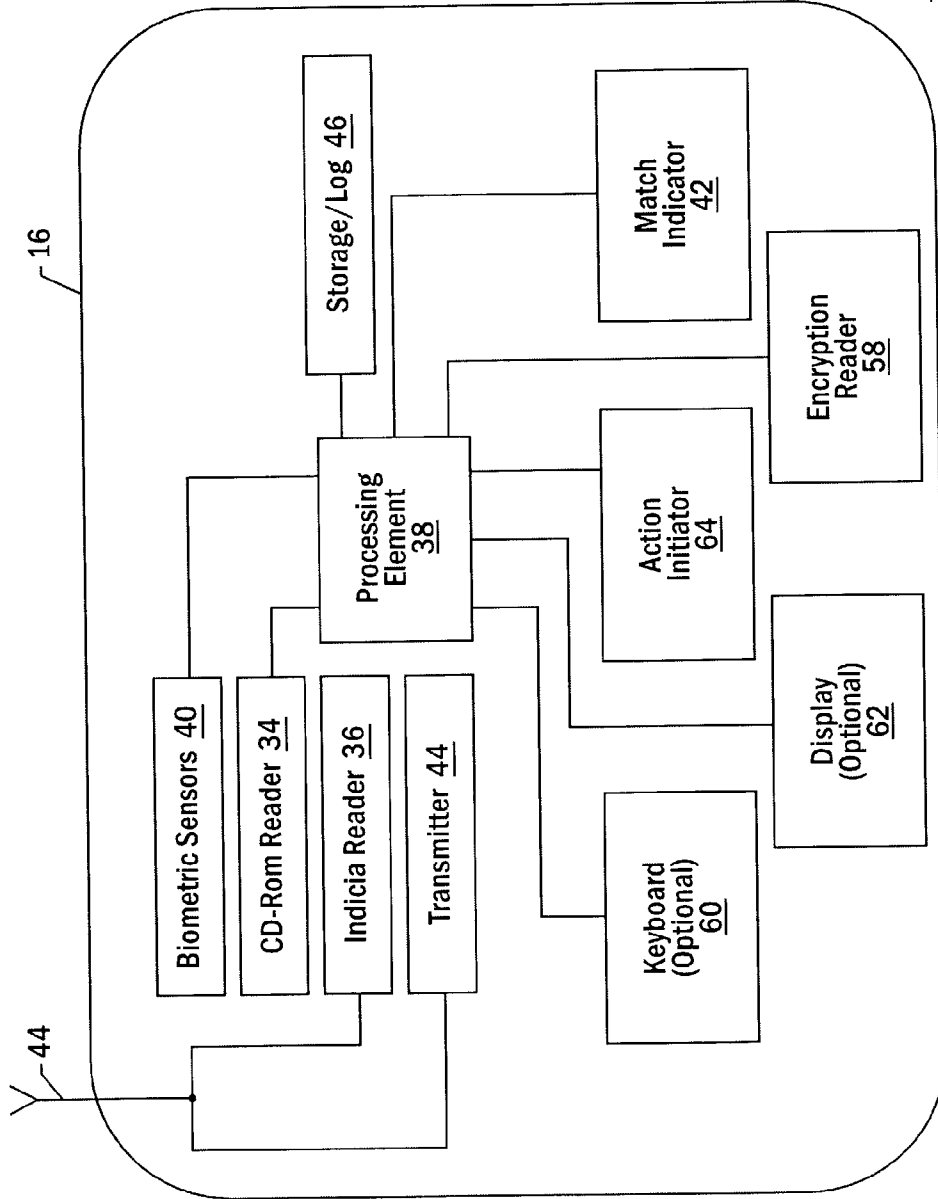 16
44
Biometric Sensors 40
CD-Rom Reader 34
Indicia Reader 36
Transmitter 44
Storage/Log 46
Processing
Element
38
Match
Indicator
42
Keyboard
(Optional)
60
Display
(Optional)
62
Action
Initiator
64
Encryption
Reader
58